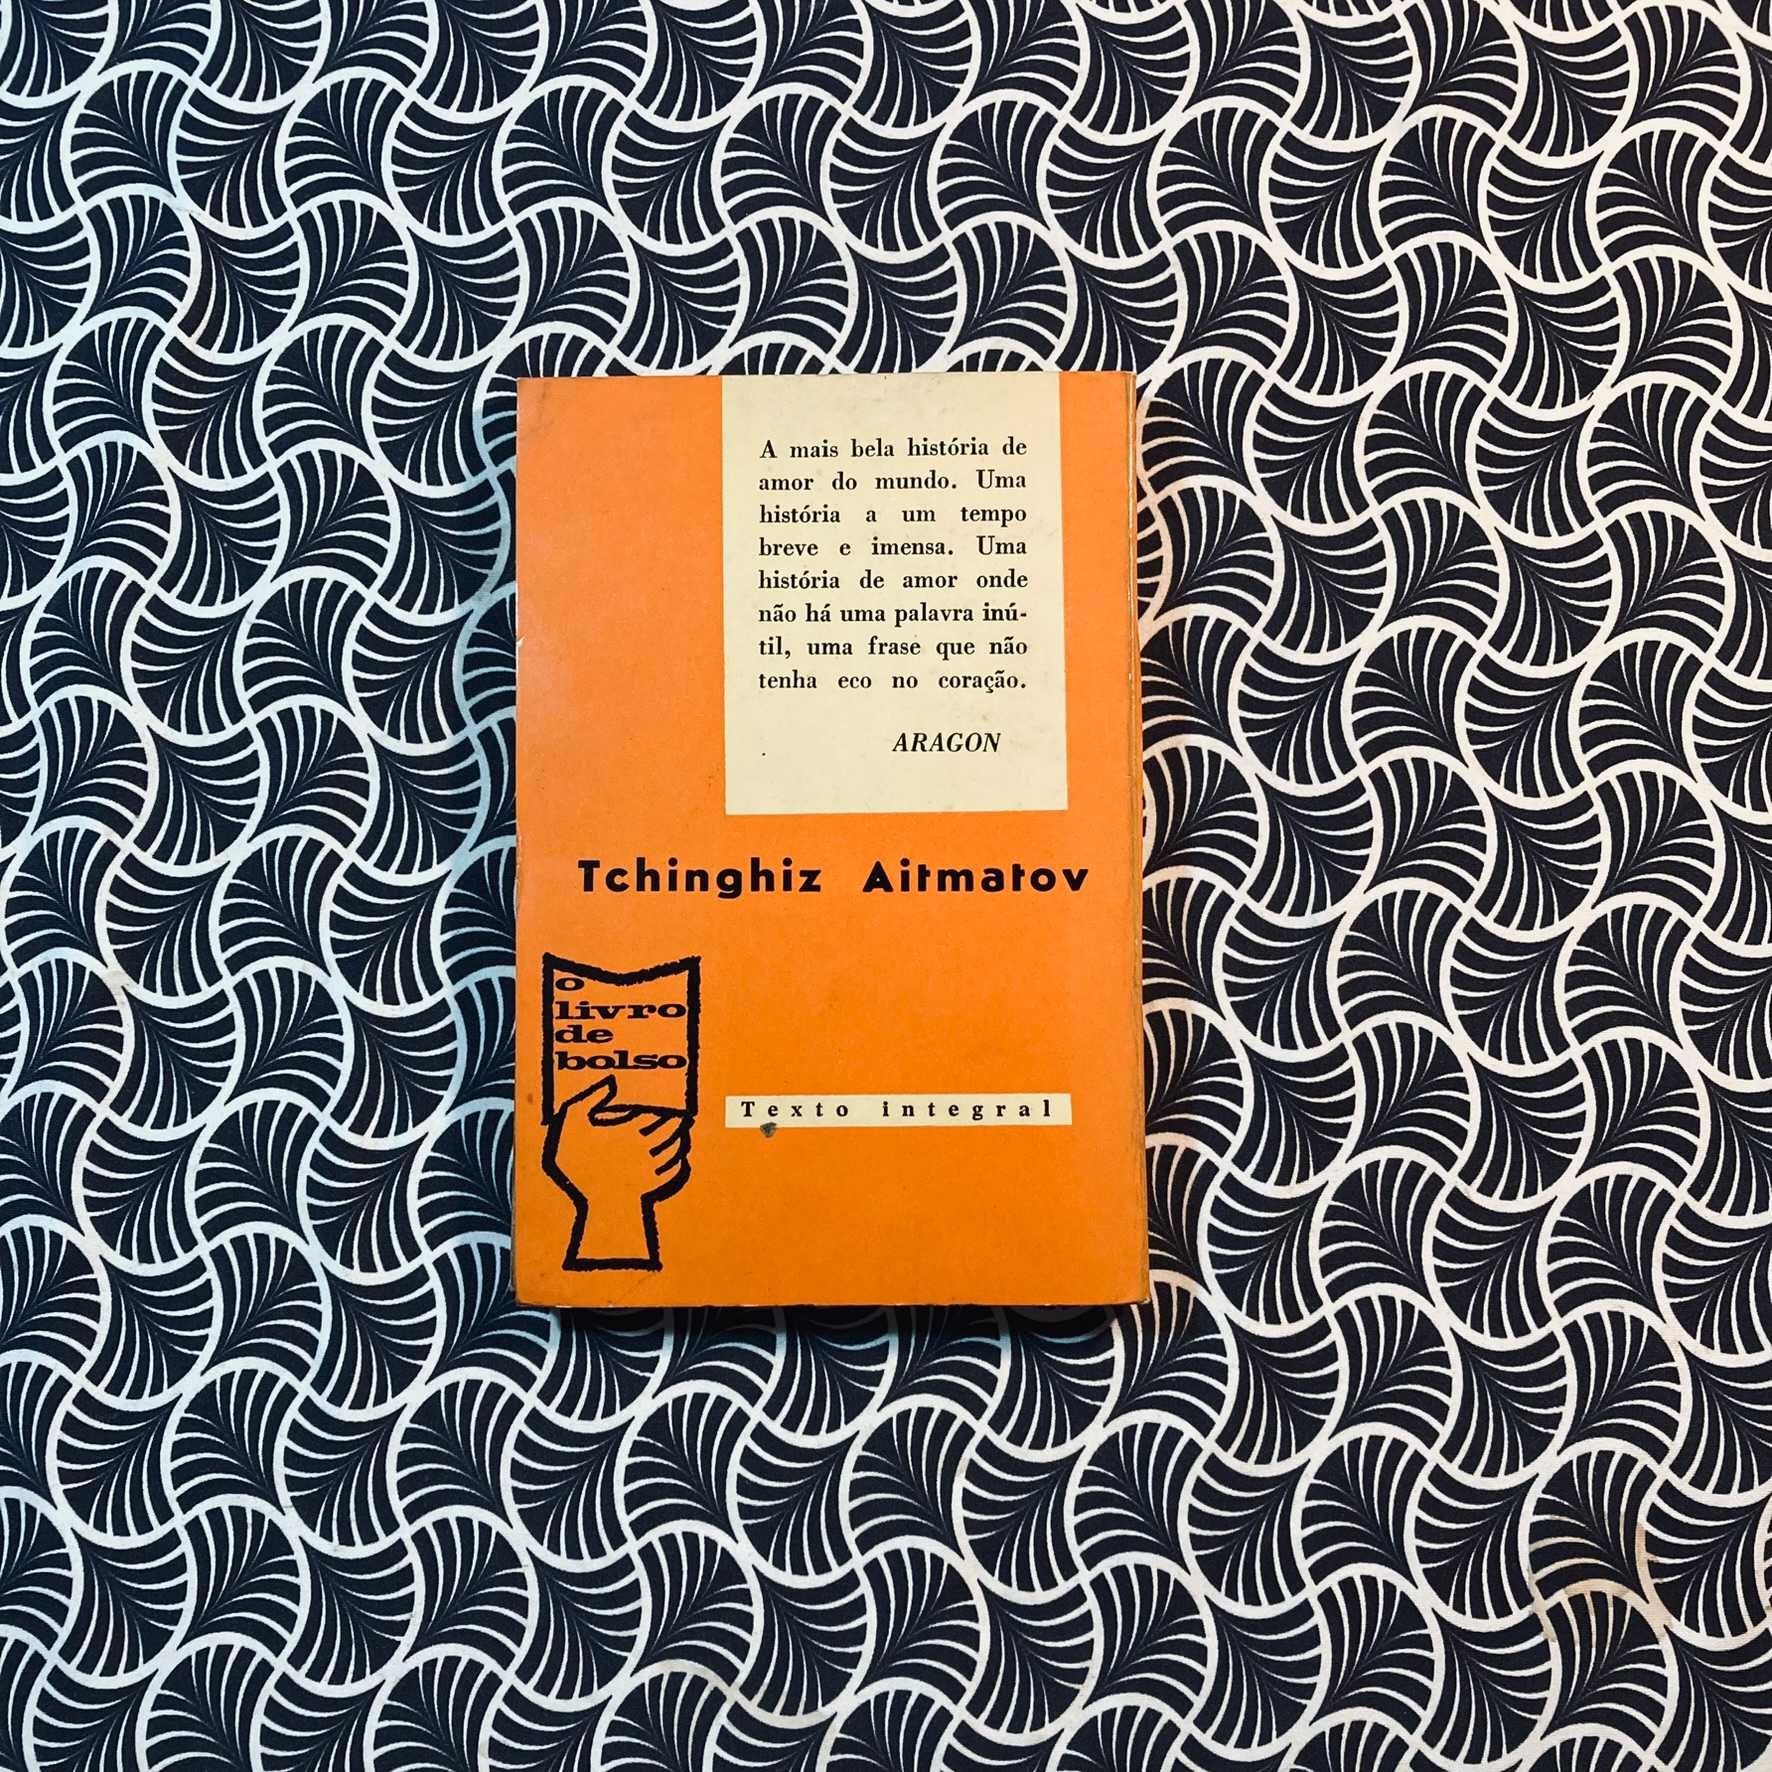 A mais bela história de
amor do mundo. Uma
história a um tempo
breve e imensa. Uma
história de amor onde
não há uma palavra inú-
til, uma frase que não
tenha eco no coração.
ARAGON
Tchinghiz Aitmatov
o
livro
de
bolso
Texto integral